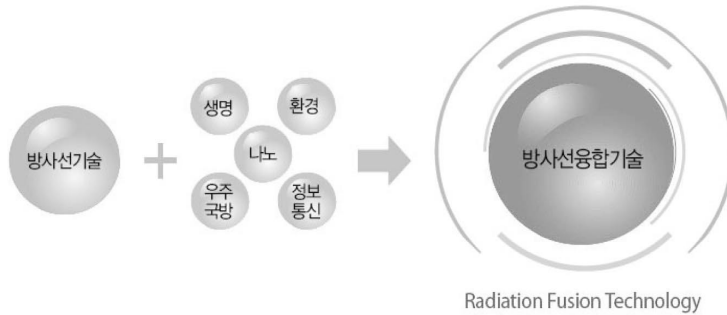 방사선기술
생명
환경
나노
우주
국방
정보
통신
방사선융합기술
Radiation Fusion Technology